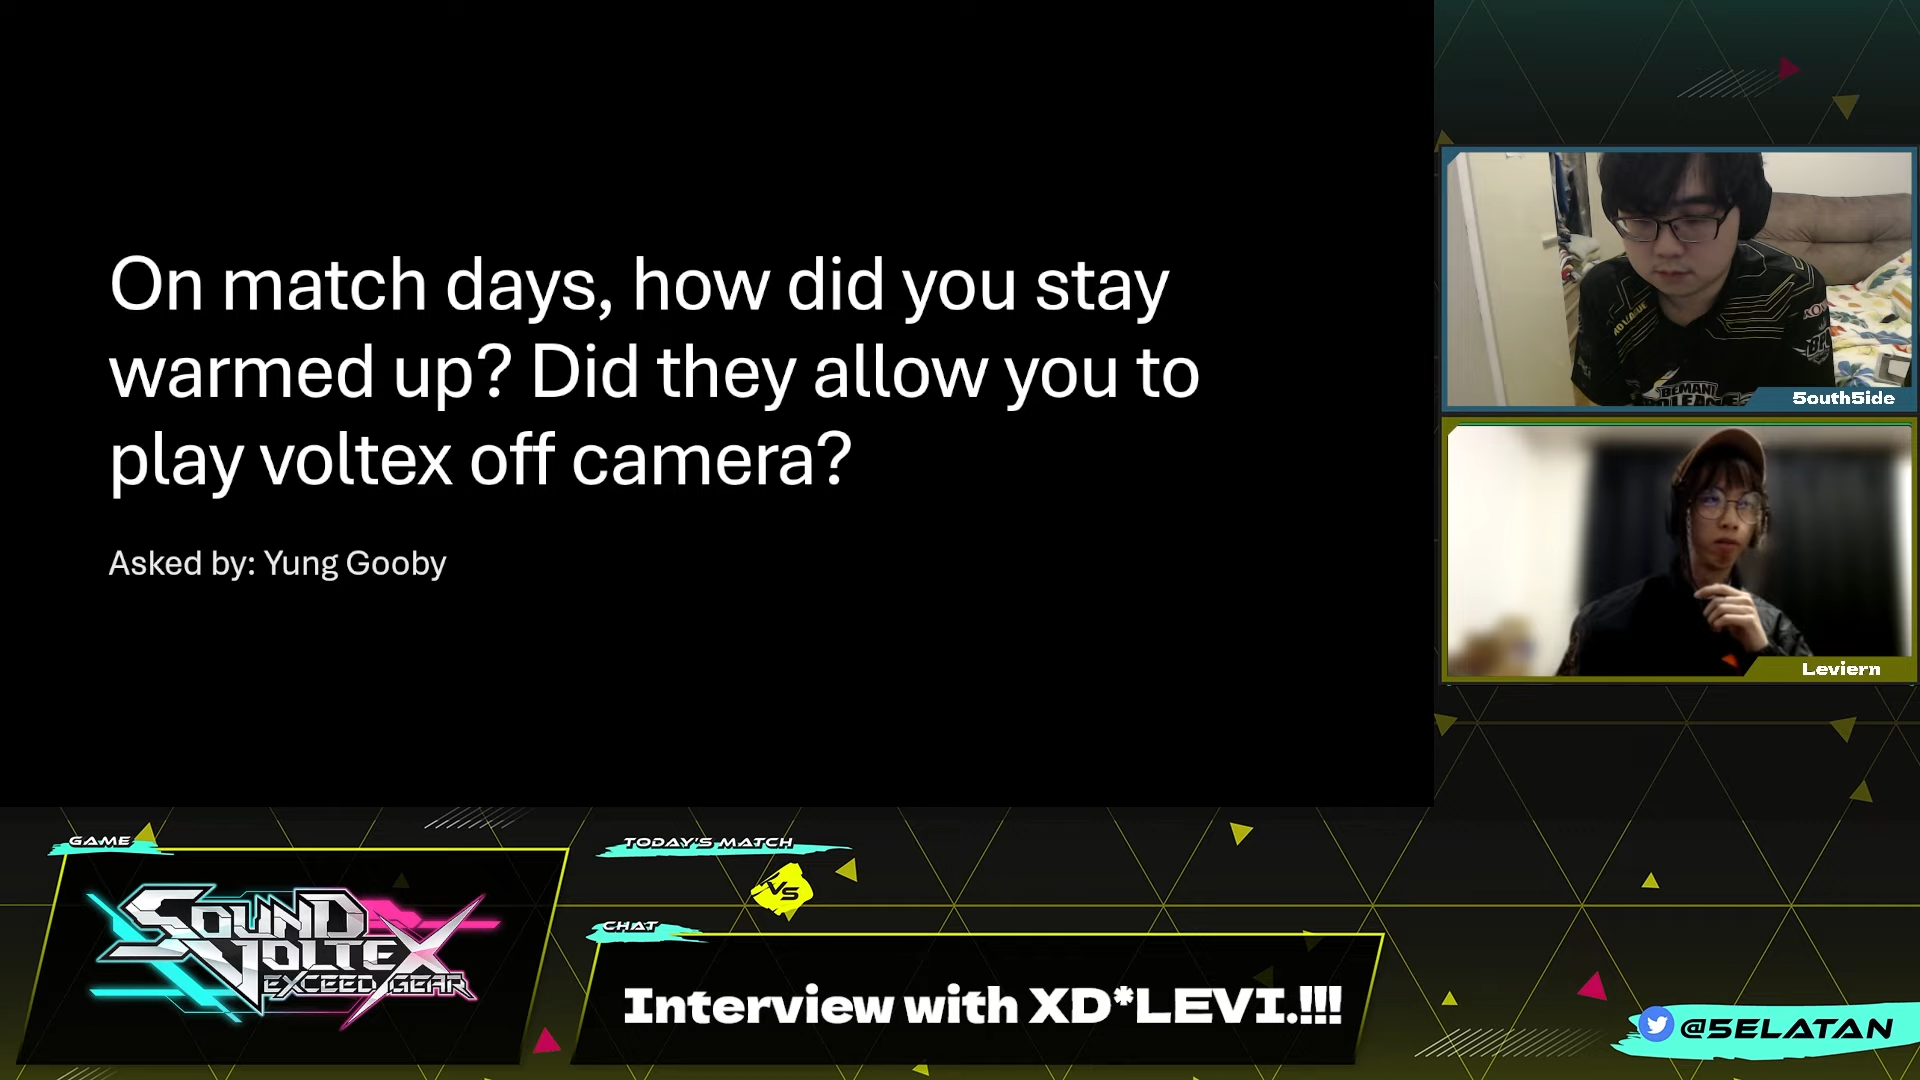 On match days, how did you stay
warmed up? Did they allow you to
play voltex off camera?
Asked by: Yung Gooby
5outh5ide
Leviern
GAME
SOUND
VOLTEX
EXCEED GEAR
TODAY'S MATCH
VS
CHAT
Interview with XD*LEVI.!!!
@5ELATAN